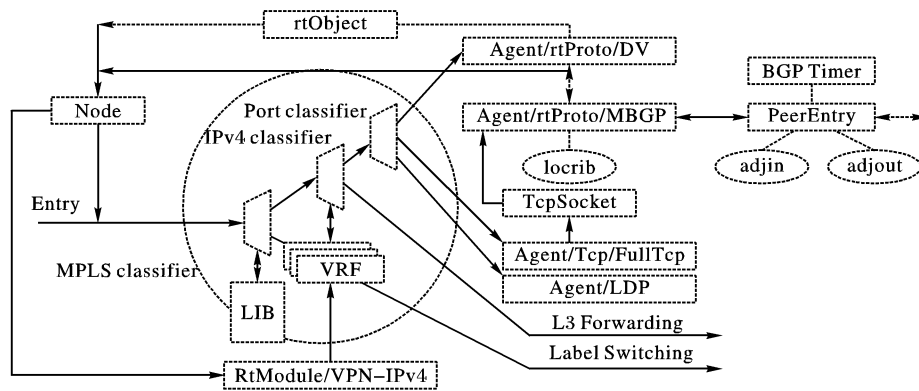 rtObject
Agent/rtProto/DV
BGP Timer
Node
Port classifier
IPv4 classifier
Agent/rtProto/MBGP
PeerEntry
locrib
adjin
adjout
Entry
TcpSocket
MPLS classifier
VRF
Agent/Tcp/FullTcp
Agent/LDP
LIB
L3 Forwarding
Label Switching
RtModule/VPN-IPv4